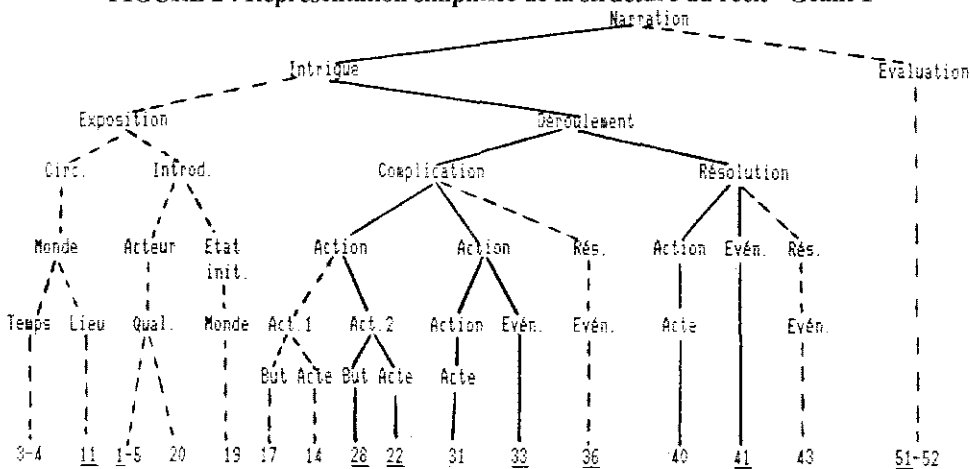 Narration
Intrigue Evaluation
Exposition Déroulement
Circ. Introd. Complication Résolution
Monde Acteur Etat init. Action Action Rés. Action Evén. Rés.
Temps Lieu Qual. Monde Act.1 Act.2 Action Evén. Evén. Acte Evén.
But Acte But Acte Acte
3-4 11 1-5 20 19 17 14 28 22 31 33 36 40 41 43 51-52